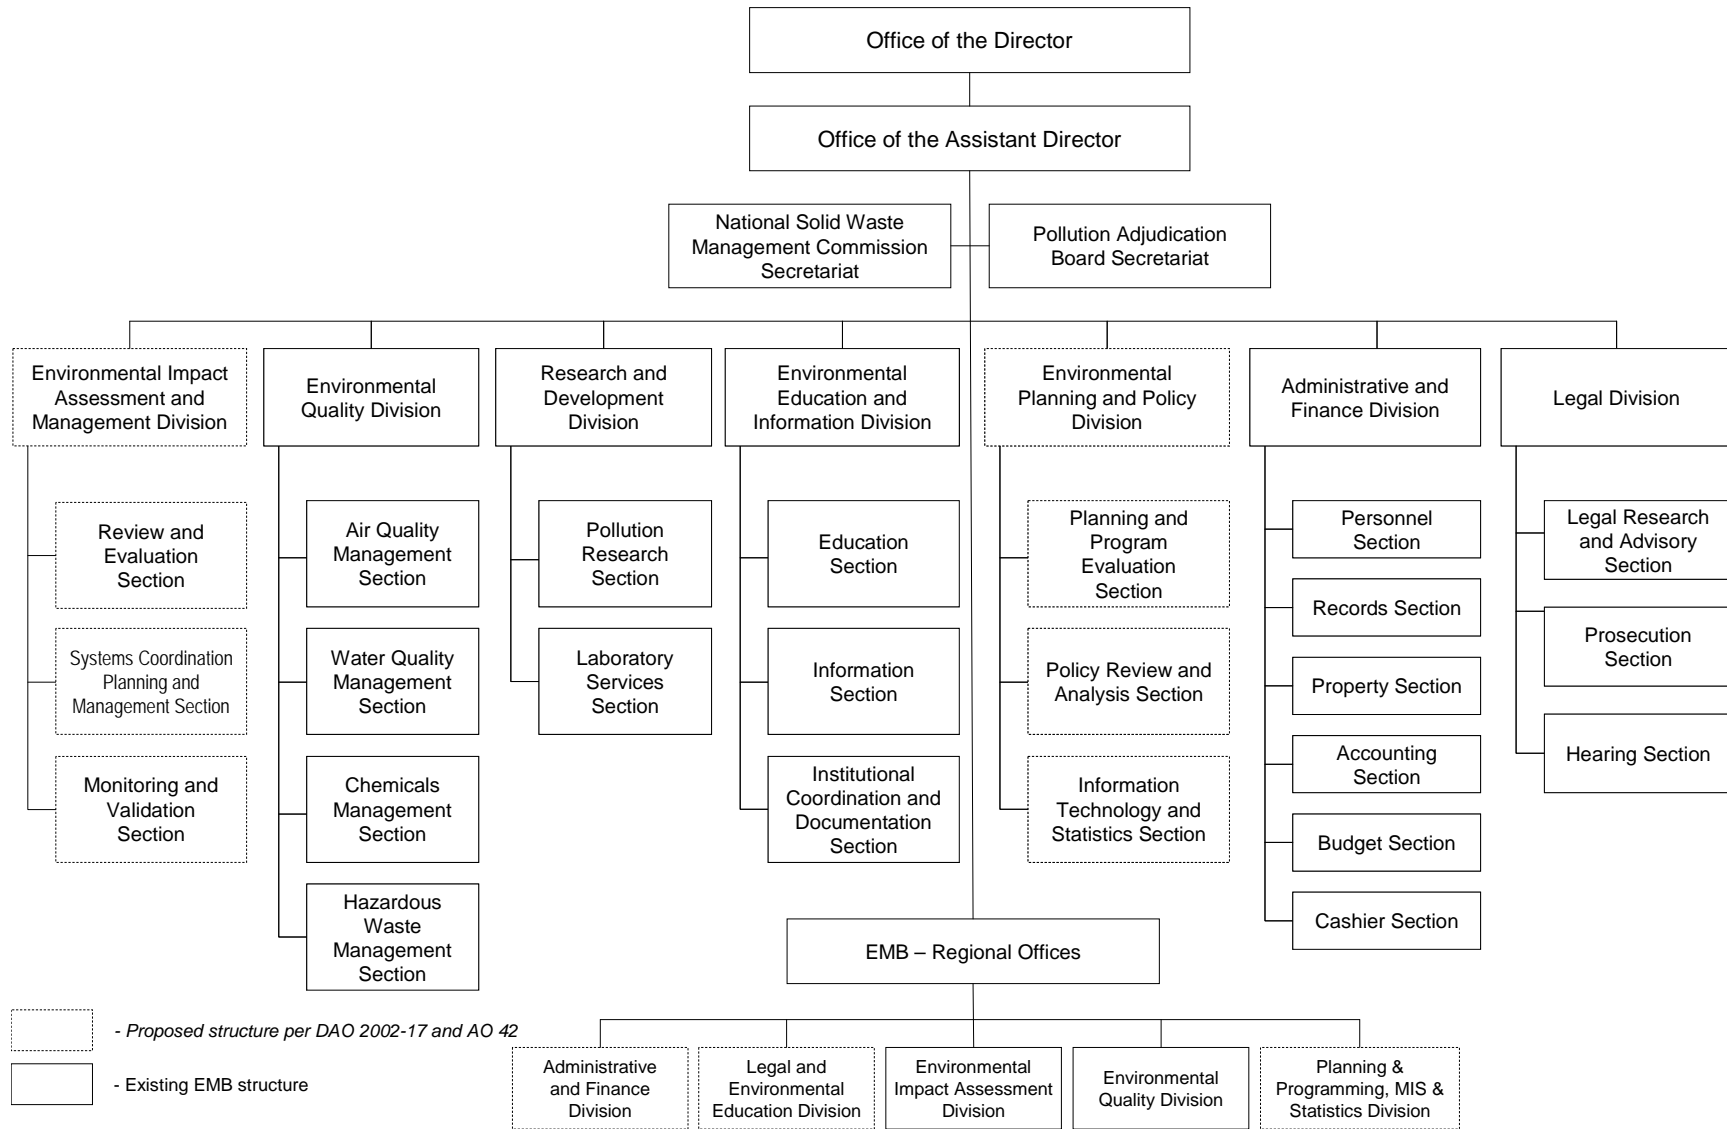 Office of the Director
Office of the Assistant Director
National Solid Waste
Management Commission
Secretariat
Pollution Adjudication
Board Secretariat
Environmental Impact
Assessment and
Management Division
Environmental
Quality Division
Research and
Development
Division
Environmental
Education and
Information Division
Environmental
Planning and Policy
Division
Administrative and
Finance Division
Legal Division
Review and
Evaluation
Section
Systems Coordination
Planning and
Management Section
Monitoring and
Validation
Section
Air Quality
Management
Section
Water Quality
Management
Section
Chemicals
Management
Section
Hazardous
Waste
Management
Section
Pollution
Research
Section
Laboratory
Services
Section
Education
Section
Information
Section
Institutional
Coordination and
Documentation
Section
Planning and
Program
Evaluation
Section
Policy Review and
Analysis Section
Information
Technology and
Statistics Section
Personnel
Section
Records Section
Property Section
Accounting
Section
Budget Section
Cashier Section
Legal Research
and Advisory
Section
Prosecution
Section
Hearing Section
EMB – Regional Offices
Administrative
and Finance
Division
Legal and
Environmental
Education Division
Environmental
Impact Assessment
Division
Environmental
Quality Division
Planning &
Programming, MIS &
Statistics Division
- Proposed structure per DAO 2002-17 and AO 42
- Existing EMB structure